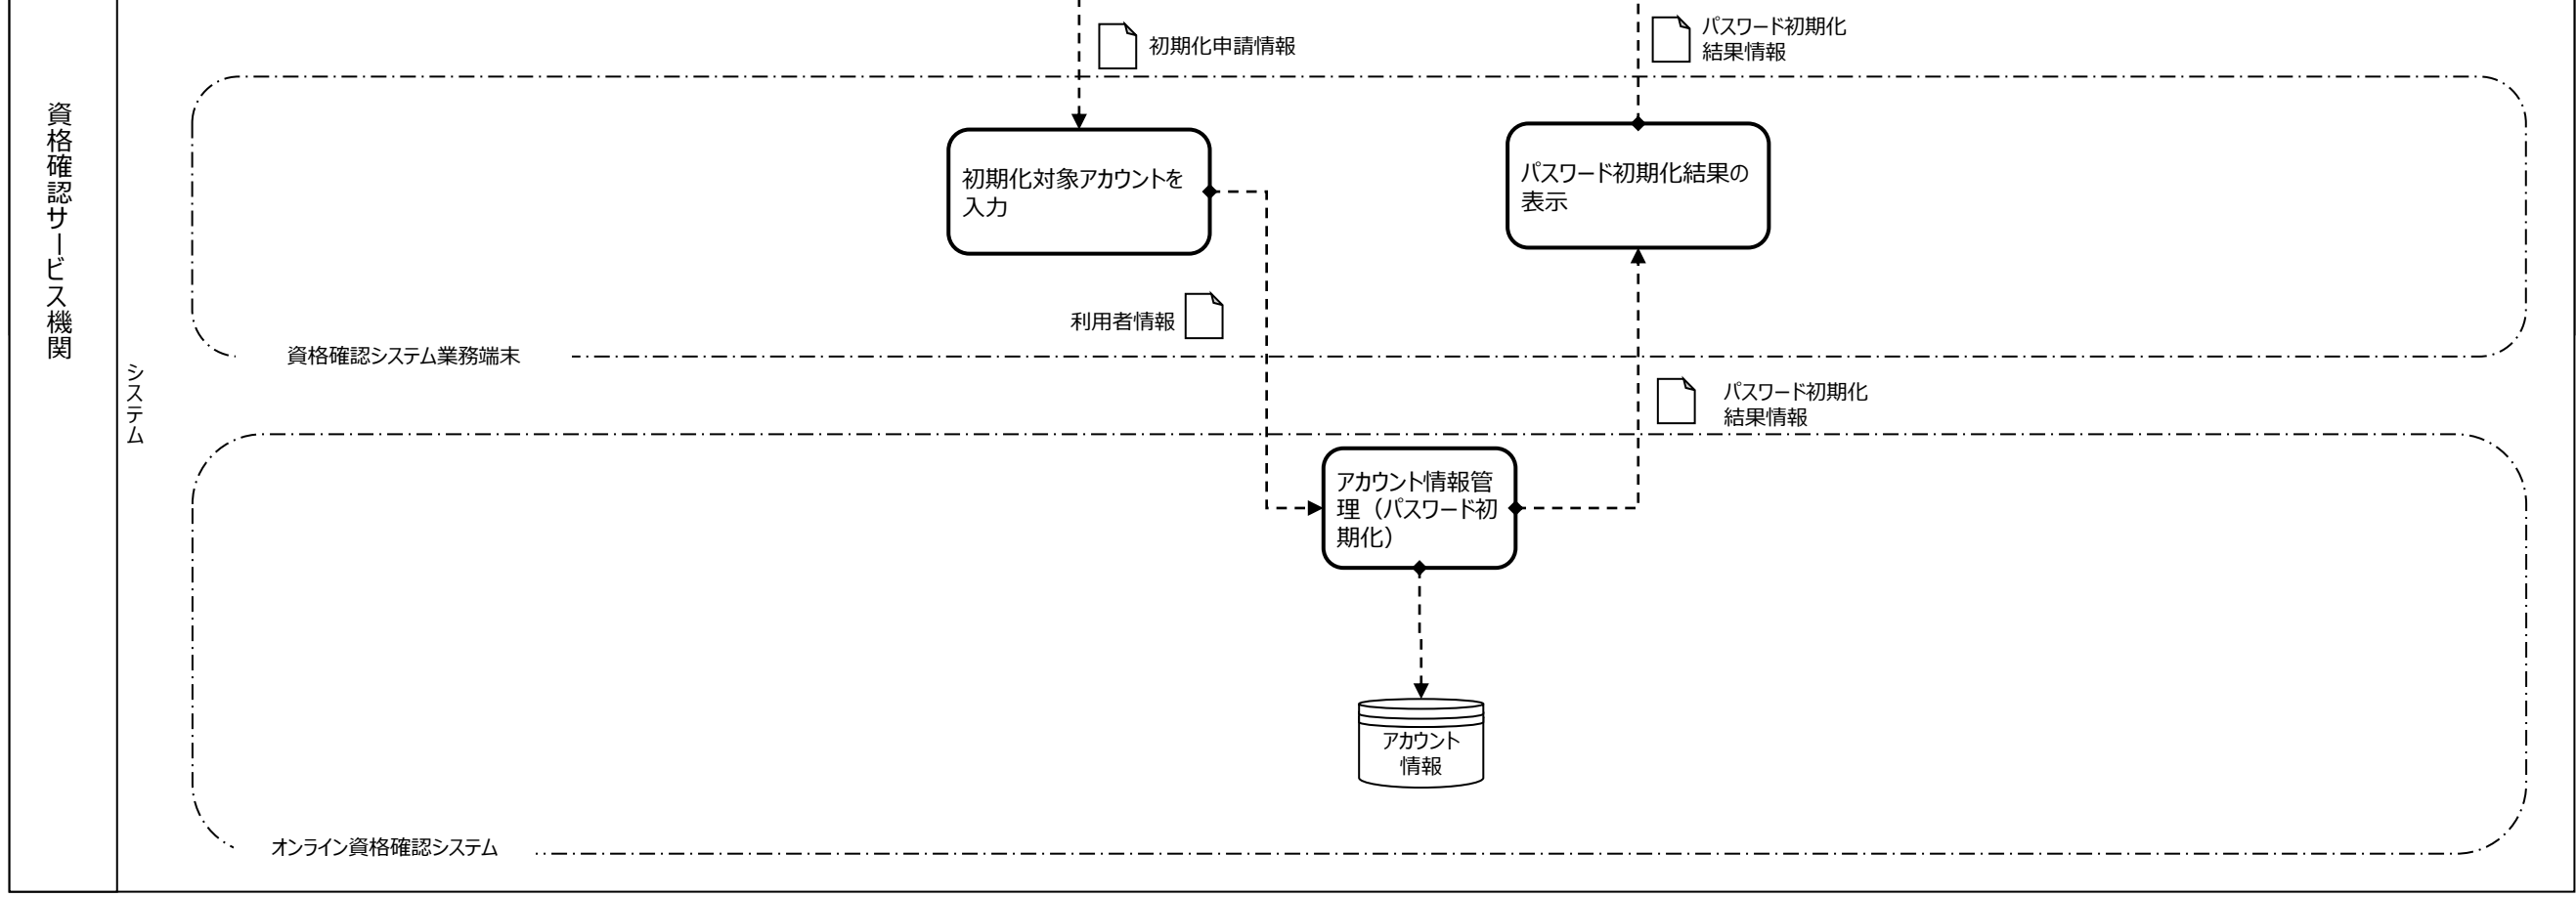 資格確認サービス機関
システム
初期化申請情報
パスワード初期化
結果情報
初期化対象アカウントを
入力
パスワード初期化結果の
表示
利用者情報
資格確認システム業務端末
パスワード初期化
結果情報
アカウント情報管
理（パスワード初
期化）
アカウント
情報
オンライン資格確認システム